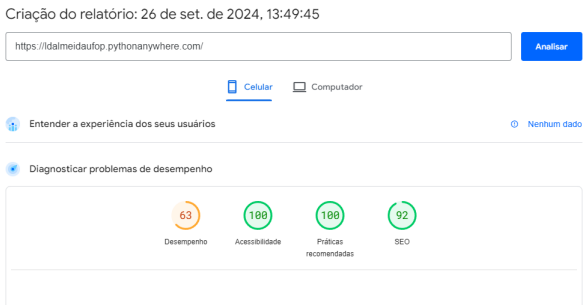 Criação do relatório: 26 de set. de 2024, 13:49:45
https://ldalmeidaufop.pythonanywhere.com/
Analisar
Celular
Computador
Entender a experiência dos seus usuários
Nenhum dado
Diagnosticar problemas de desempenho
63
100
100
92
Desempenho
Acessibilidade
Práticas
recomendadas
SEO